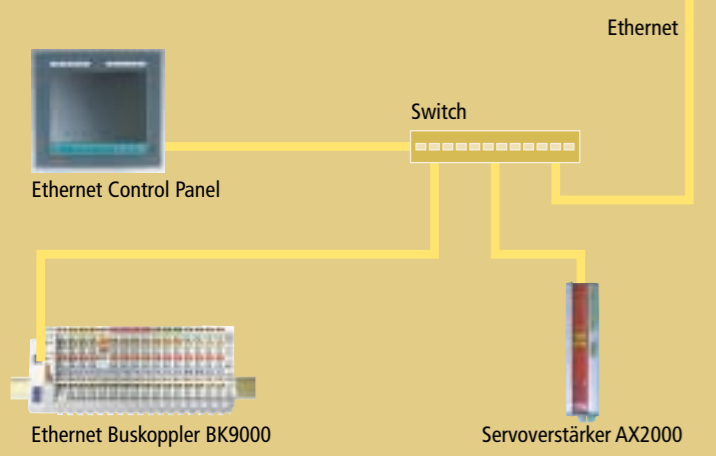 Ethernet
Switch
Ethernet Control Panel
Ethernet Buskoppler BK9000
Servoverstärker AX2000